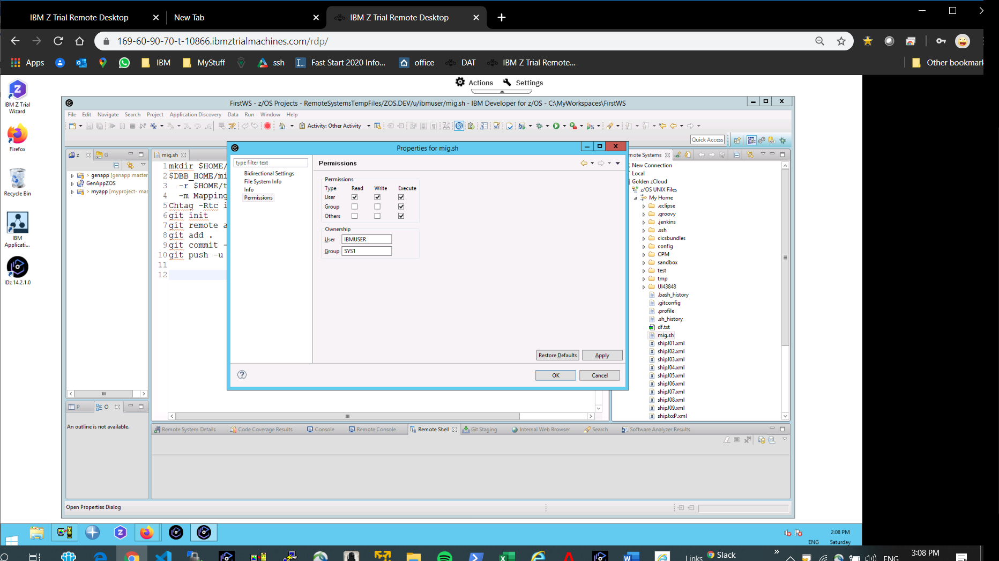 IBM Z Trial Remote Desktop
New Tab
IBM Z Trial Remote Desktop
169-60-90-70-t-10866.ibmztrialmachines.com/rdp/
Apps
IBM
MyStuff
ssh
Fast Start 2020 Info...
office
DAT
IBM Z Trial Remote...
Other bookmark
Actions
Settings
IBM Z Trial
Wizard
Firefox
Recycle Bin
IBM
Applicati...
IDz 14.2.1.0
FirstWS - z/OS Projects - RemoteSystemsTempFiles/ZOS.DEV/u/ibmuser/mig.sh - IBM Developer for z/OS - C:\MyWorkspaces\FirstWS
File Edit Navigate Search Project Application Discovery Data Run Window Help
Activity: Other Activity
Quick Access
z
G
> genapp [genapp master
GenAppZOS
> myapp [myproject- mas
mig.sh
1 mkdir $HOME/
2 $DBB_HOME/mi
3 -r $HOME/t
4 -m Mapping
5 Chtag -Rtc i
6 git init
7 git remote a
8 git add .
9 git commit -
10 git push -u
11
12
Properties for mig.sh
type filter text
Bidirectional Settings
File System Info
Info
Permissions
Permissions
Permissions
Type Read Write Execute
User
Group
Others
Ownership
User IBMUSER
Group SYS1
Restore Defaults
Apply
OK
Cancel
mote Systems
New Connection
Local
Golden zCloud
z/OS UNIX Files
My Home
.eclipse
.groovy
.jenkins
.ssh
cicsbundles
config
CPM
sandbox
test
tmp
UI43848
.bash_history
.gitconfig
.profile
.sh_history
df.txt
mig.sh
shipJ01.xml
shipJ02.xml
shipJ03.xml
shipJ04.xml
shipJ05.xml
shipJ06.xml
shipJ07.xml
shipJ08.xml
shipJ09.xml
shipJxxP.xml
P
O
An outline is not available.
Remote System Details
Code Coverage Results
Console
Remote Console
Remote Shell
Git Staging
Internal Web Browser
Search
Software Analyzer Results
Open Properties Dialog
2:08 PM
ENG
Saturday
Links
Slack
ENG
3:08 PM